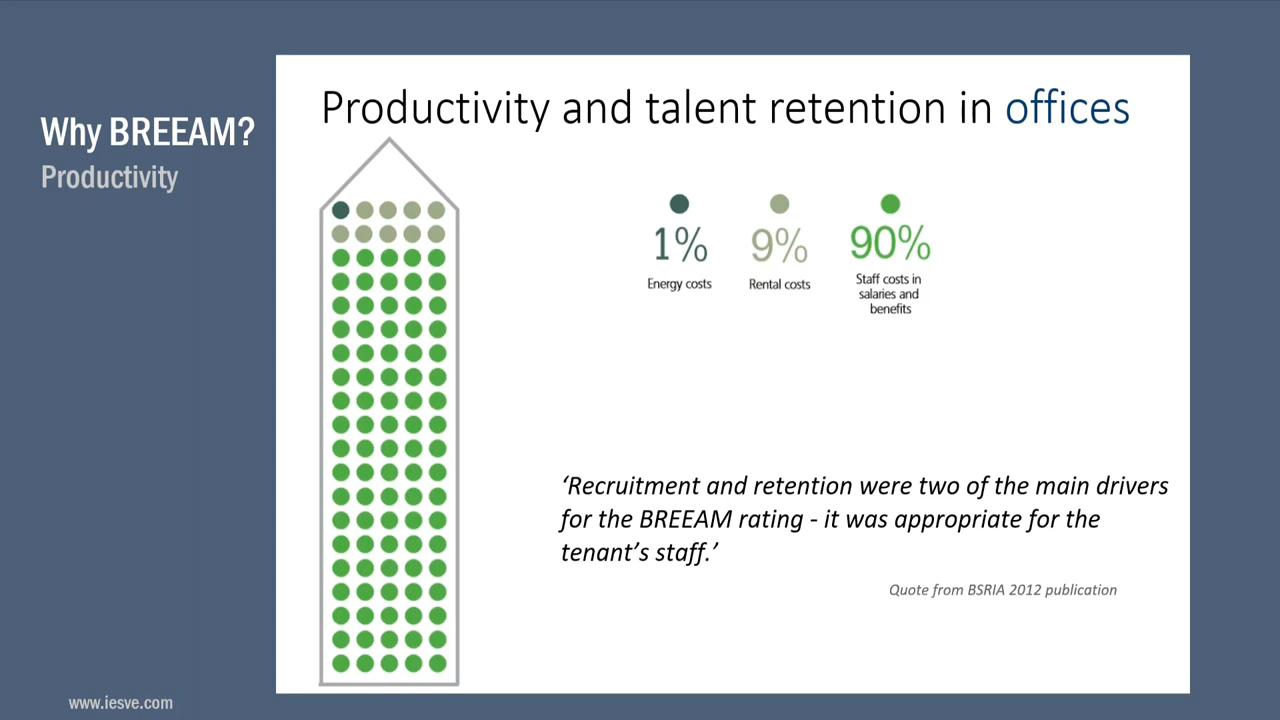 Why BREEAM?
Productivity
Productivity and talent retention in offices
1%
Energy costs
9%
Rental costs
90%
Staff costs in
salaries and
benefits
‘Recruitment and retention were two of the main drivers
for the BREEAM rating - it was appropriate for the
tenant’s staff.’
Quote from BSRIA 2012 publication
www.iesve.com